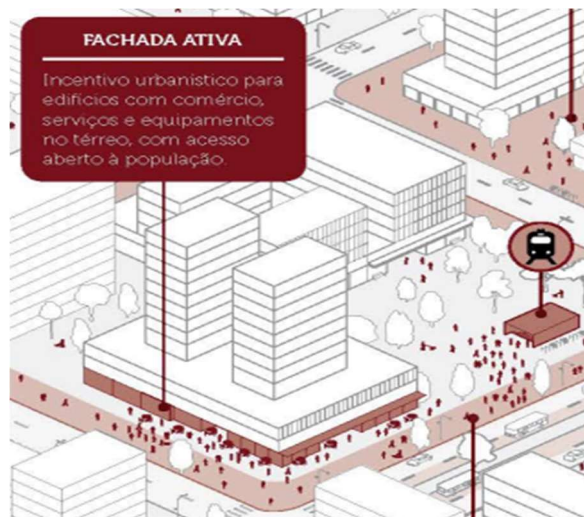 FACHADA ATIVA
Incentivo urbanístico para
edifícios com comércio,
serviços e equipamentos
no térreo, com acesso
aberto à população.